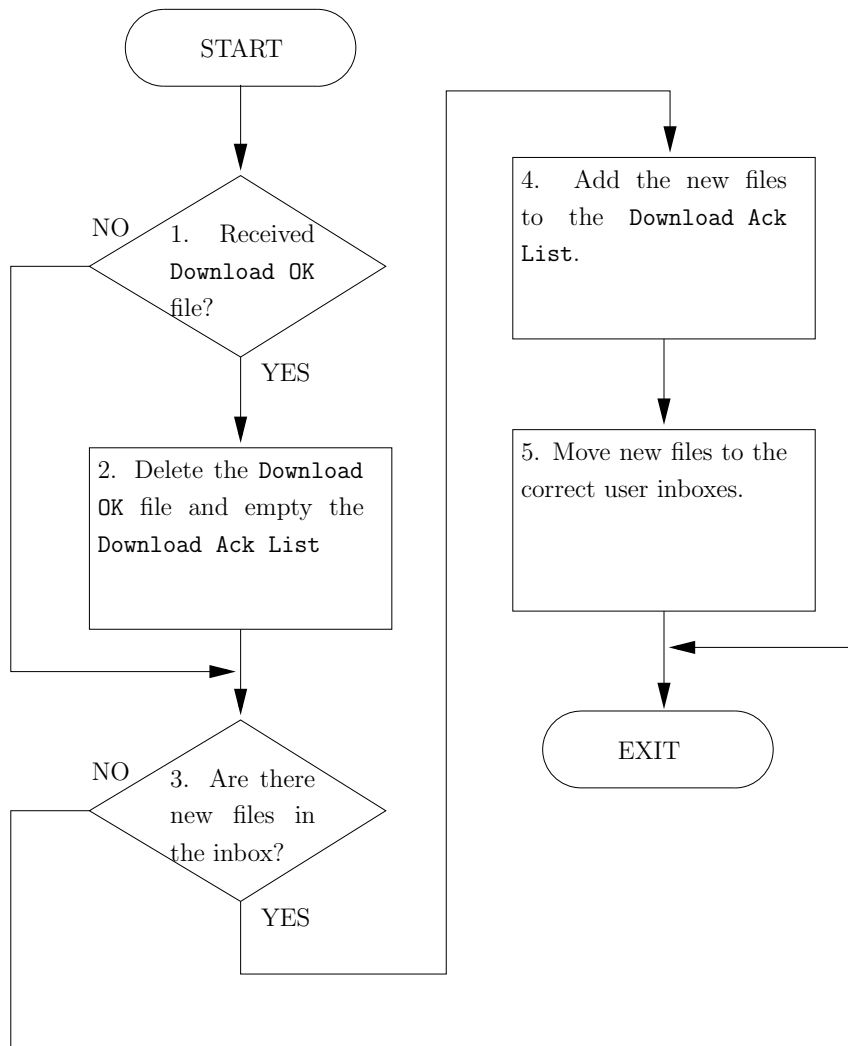 START
NO
1. Received
Download OK
file?
YES
2. Delete the Download
OK file and empty the
Download Ack List
NO
3. Are there
new files in
the inbox?
YES
4. Add the new files
to the Download Ack
List.
5. Move new files to the
correct user inboxes.
EXIT